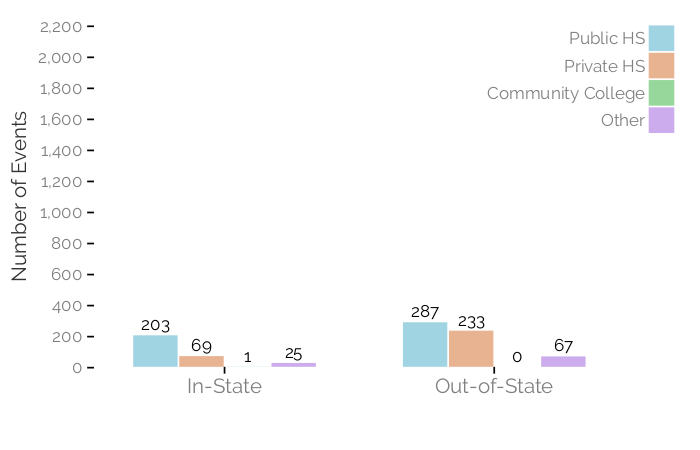 2,200
2,000
1,800
1,600
1,400
1,200
1,000
800
600
400
200
0
Number of Events
Public HS
Private HS
Community College
Other
203
69
1
25
287
233
0
67
In-State
Out-of-State